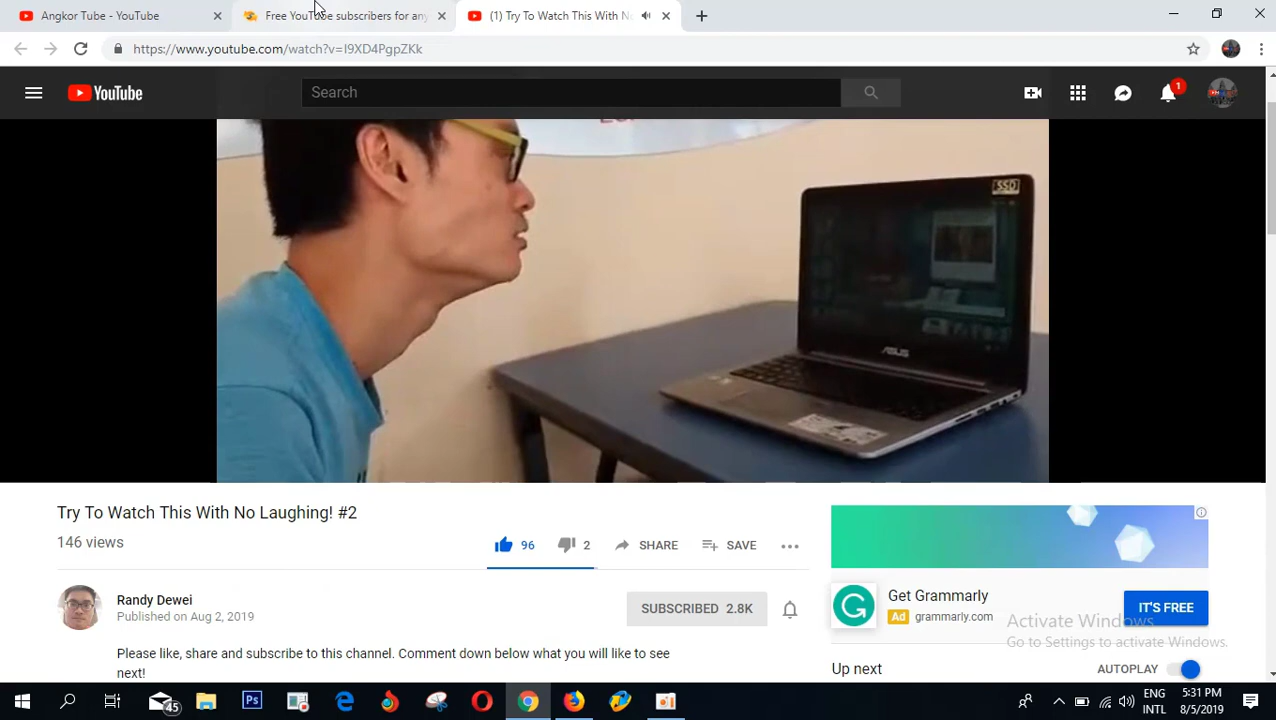 Angkor Tube - YouTube
Free YouTube subscribers for any
(1) Try To Watch This With No
https://www.youtube.com/watch?v=I9XD4PgpZKk
YouTube
Search
1
SSD
ASUS
Try To Watch This With No Laughing! #2
146 views
96
2
SHARE
SAVE
Randy Dewei
Published on Aug 2, 2019
SUBSCRIBED 2.8K
Please like, share and subscribe to this channel. Comment down below what you will like to see
next!
Get Grammarly
Ad grammarly.com
IT'S FREE
Activate Windows
Go to Settings to activate Windows.
Up next
AUTOPLAY
45
Ps
ENG
INTL
5:31 PM
8/5/2019